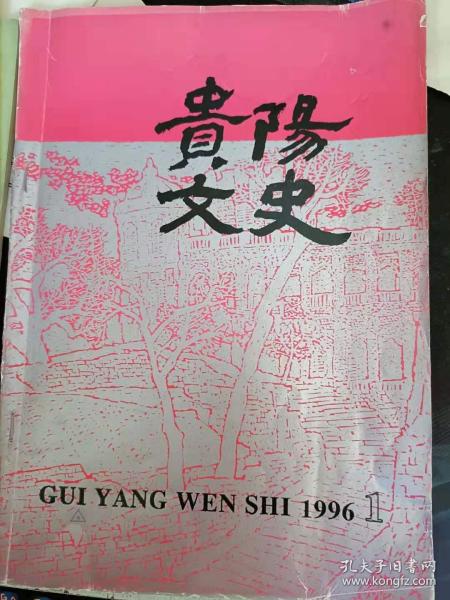 貴陽
文史
GUI YANG WEN SHI 1996 1
孔夫子旧书网
www.kongfz.com